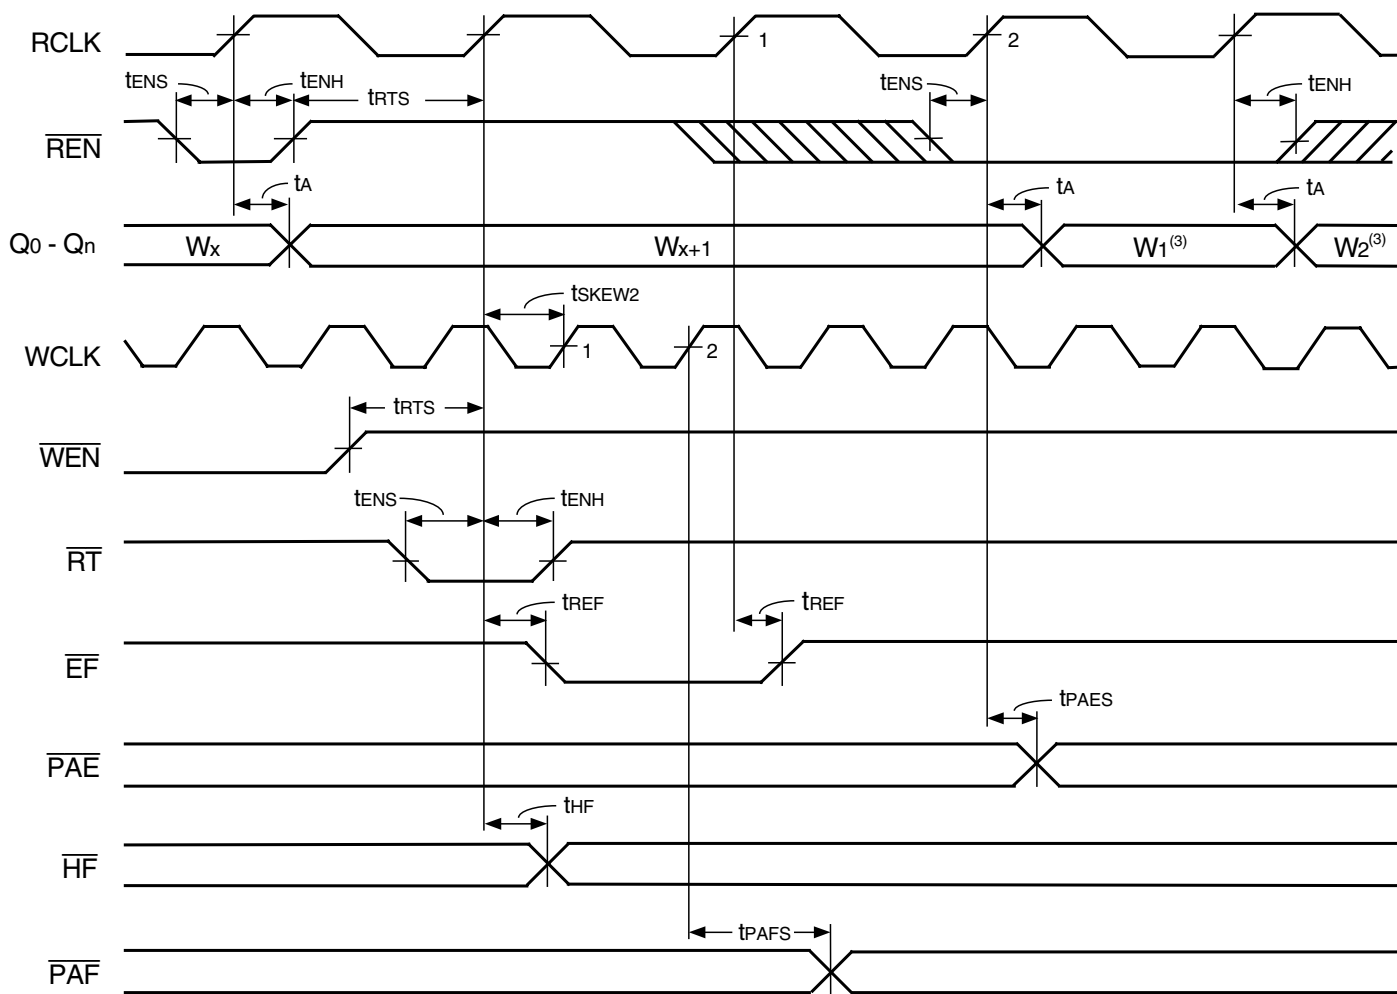 RCLK
1
2
tENS
tENH
tRTS
tENS
tENH
REN
tA
tA
tA
Q0 - Qn
Wx
Wx+1
W1(3)
W2(3)
tSKEW2
WCLK
1
2
tRTS
WEN
tENS
tENH
RT
tREF
tREF
EF
tPAES
PAE
tHF
HF
tPAFS
PAF